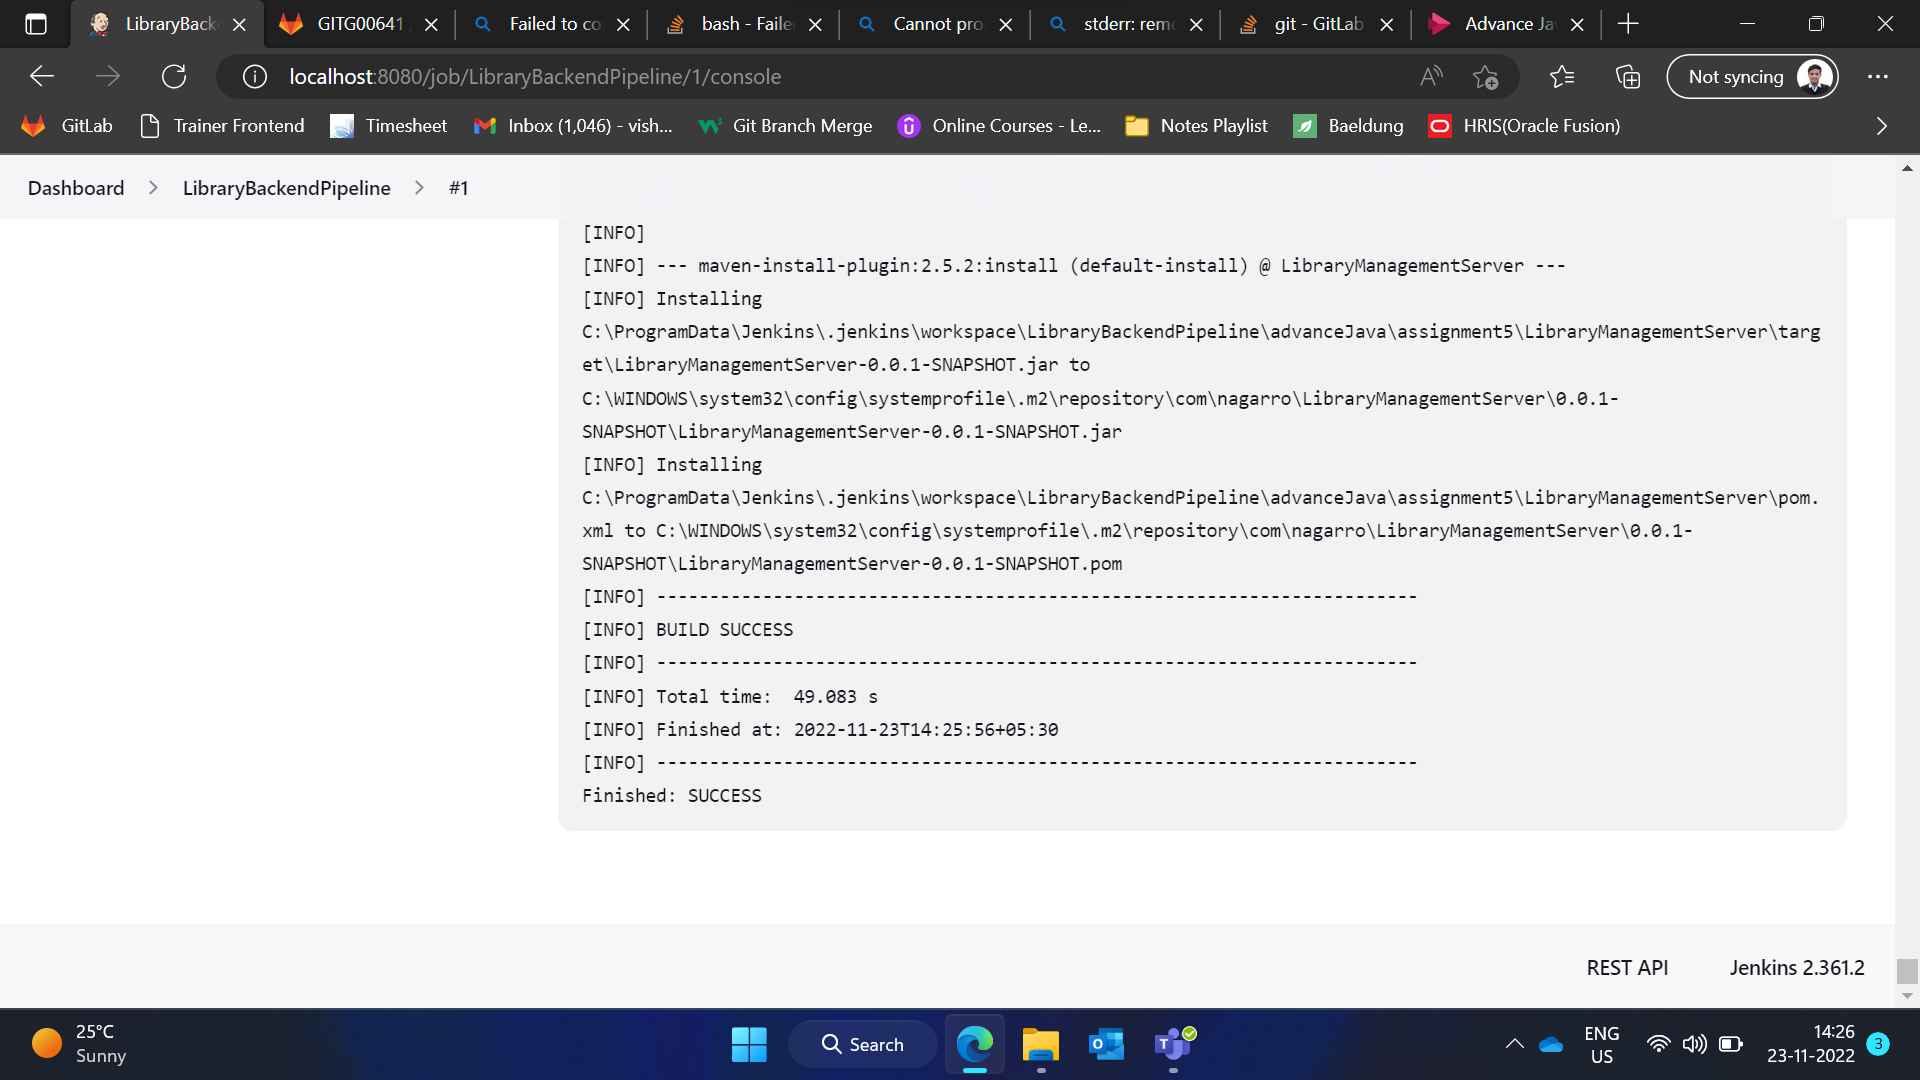 LibraryBack
GITG00641
Failed to co
bash - Faile
Cannot pro
stderr: rem
git - GitLab
Advance Ja
localhost:8080/job/LibraryBackendPipeline/1/console
Not syncing
GitLab
Trainer Frontend
Timesheet
Inbox (1,046) - vish...
Git Branch Merge
Online Courses - Le...
Notes Playlist
Baeldung
HRIS(Oracle Fusion)
Dashboard > LibraryBackendPipeline > #1
[INFO]
[INFO] --- maven-install-plugin:2.5.2:install (default-install) @ LibraryManagementServer ---
[INFO] Installing
C:\ProgramData\Jenkins\.jenkins\workspace\LibraryBackendPipeline\advanceJava\assignment5\LibraryManagementServer\targ
et\LibraryManagementServer-0.0.1-SNAPSHOT.jar to
C:\WINDOWS\system32\config\systemprofile\.m2\repository\com\nagarro\LibraryManagementServer\0.0.1-
SNAPSHOT\LibraryManagementServer-0.0.1-SNAPSHOT.jar
[INFO] Installing
C:\ProgramData\Jenkins\.jenkins\workspace\LibraryBackendPipeline\advanceJava\assignment5\LibraryManagementServer\pom.
xml to C:\WINDOWS\system32\config\systemprofile\.m2\repository\com\nagarro\LibraryManagementServer\0.0.1-
SNAPSHOT\LibraryManagementServer-0.0.1-SNAPSHOT.pom
[INFO] ------------------------------------------------------------------------
[INFO] BUILD SUCCESS
[INFO] ------------------------------------------------------------------------
[INFO] Total time:  49.083 s
[INFO] Finished at: 2022-11-23T14:25:56+05:30
[INFO] ------------------------------------------------------------------------
Finished: SUCCESS
REST API
Jenkins 2.361.2
25°C
Sunny
Search
ENG
US
14:26
23-11-2022
3